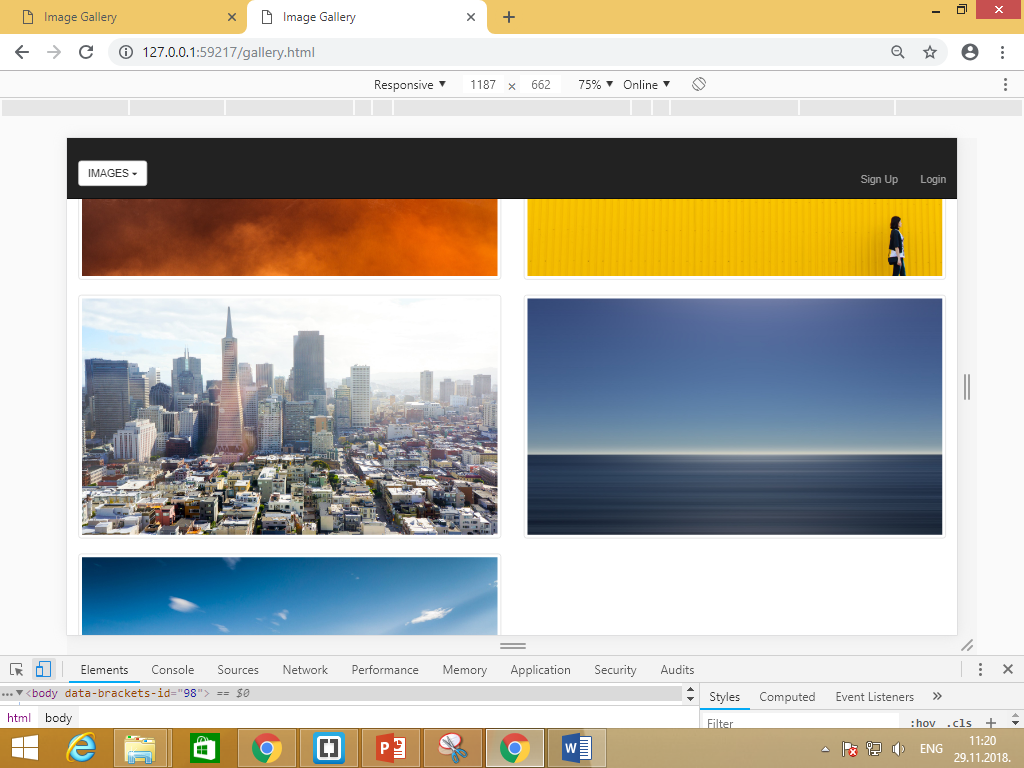 Image Gallery
Image Gallery
127.0.0.1:59217/gallery.html
Responsive 1187 x 662 75% Online
IMAGES
Sign Up Login
Elements Console Sources Network Performance Memory Application Security Audits
<body data-brackets-id="98"> == $0
Styles Computed Event Listeners »
html body
Filter :hov .cls +
ENG
11:20
29.11.2018.